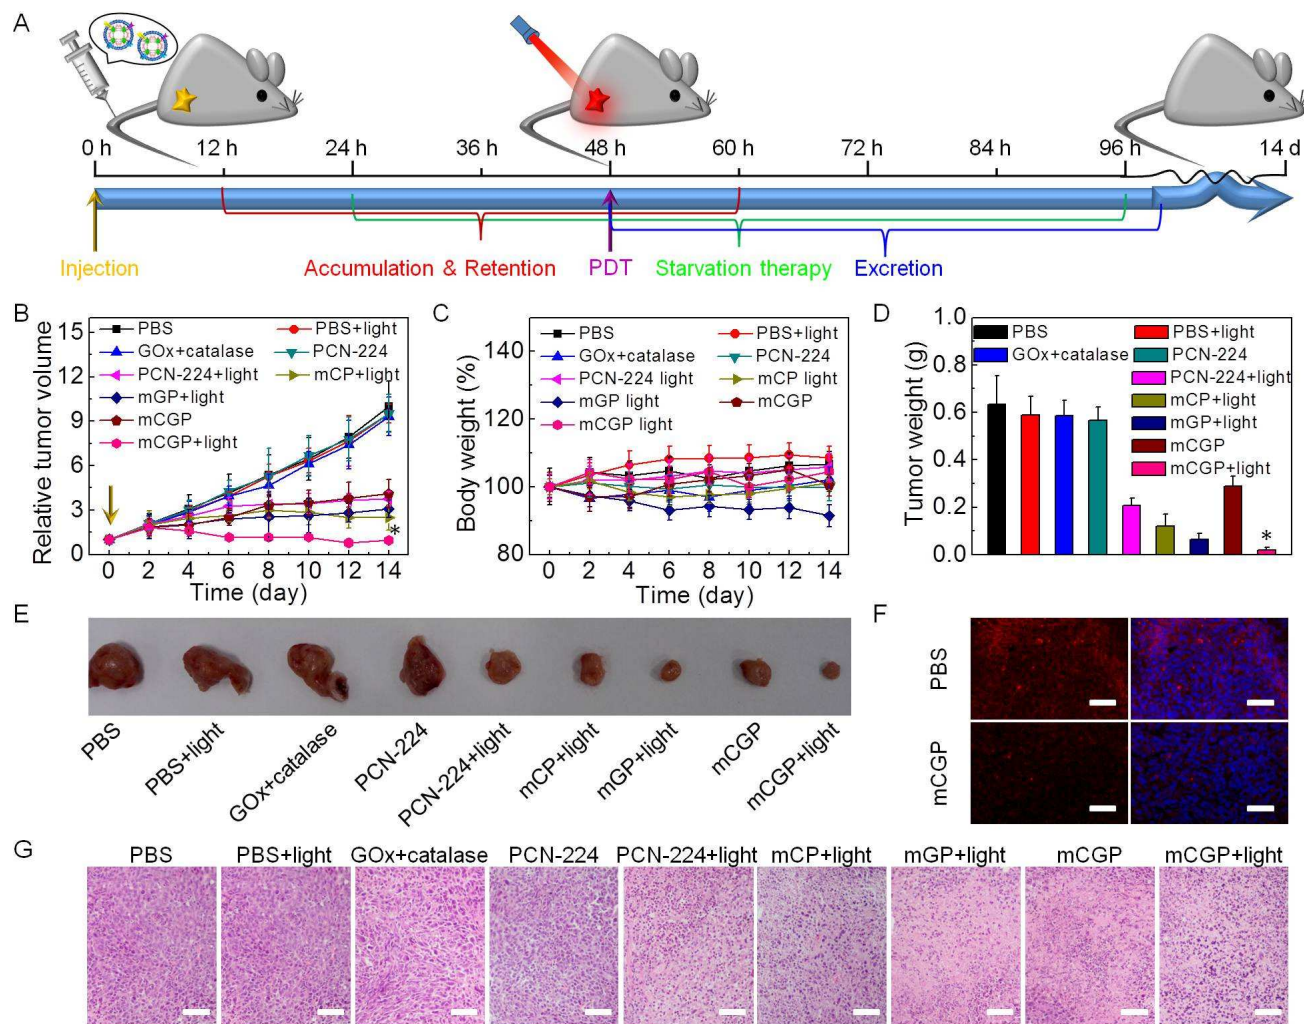 A
0 h 12 h 24 h 36 h 48 h 60 h 72 h 84 h 96 h 14 d
Injection Accumulation & Retention PDT Starvation therapy Excretion
B
Relative tumor volume
15
12
9
6
3
0
PBS PBS+light
GOx+catalase PCN-224
PCN-224+light mCP+light
mGP+light mCGP
mCGP+light
*
0 2 4 6 8 10 12 14
Time (day)
C
Body weight (%)
140
120
100
80
PBS PBS+light
GOx+catalase PCN-224
PCN-224 light mCP light
mGP light mCGP
mCGP light
0 2 4 6 8 10 12 14
Time (day)
D
Tumor weight (g)
1.0
0.8
0.6
0.4
0.2
0.0
PBS PBS+light
GOx+catalase PCN-224
PCN-224+light
mCP+light
mGP+light
mCGP
mCGP+light
*
E
PBS PBS+light GOx+catalase PCN-224 PCN-224+light mCP+light mGP+light mCGP mCGP+light
F
PBS
mCGP
G
PBS PBS+light GOx+catalase PCN-224 PCN-224+light mCP+light mGP+light mCGP mCGP+light